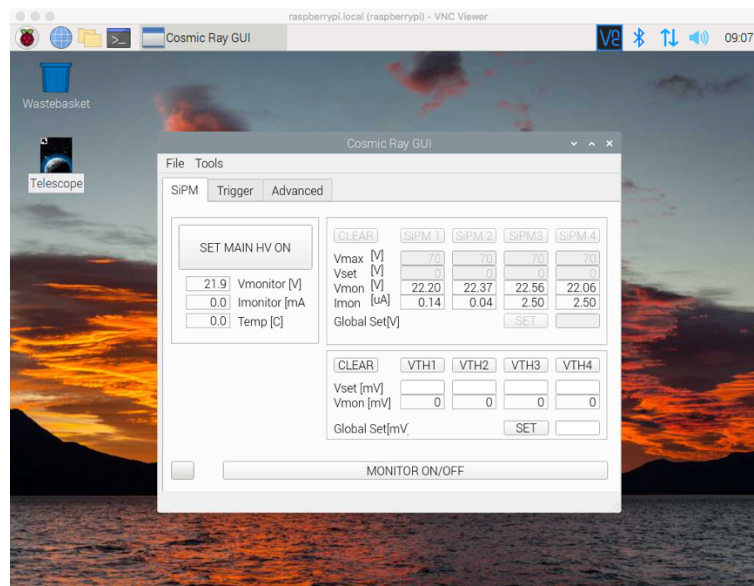 raspberrypi.local (raspberrypi) - VNC Viewer
Cosmic Ray GUI
09:07
Wastebasket
Telescope
Cosmic Ray GUI
File Tools
SiPM Trigger Advanced
SET MAIN HV ON
21.9 Vmonitor [V]
0.0 Imonitor [mA
0.0 Temp [C]
CLEAR SiPM 1 SiPM 2 SiPM3 SiPM 4
Vmax [V] 70 70 70 70
Vset [V] 0 0 0 0
Vmon [V] 22.20 22.37 22.56 22.06
Imon [uA] 0.14 0.04 2.50 2.50
Global Set[V] SET
CLEAR VTH1 VTH2 VTH3 VTH4
Vset [mV]
Vmon [mV] 0 0 0 0
Global Set[mV] SET
MONITOR ON/OFF